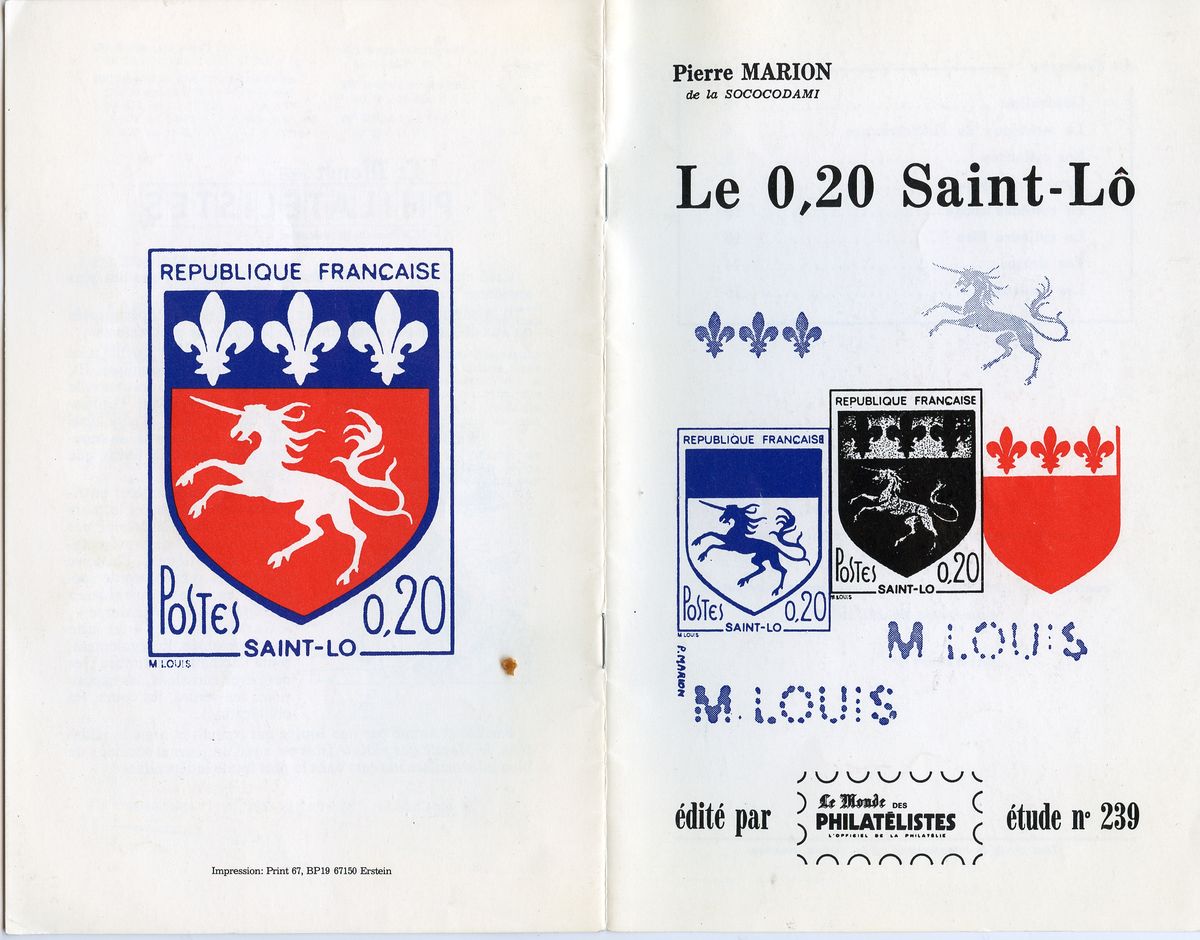 REPUBLIQUE FRANÇAISE
POSTES 0,20
SAINT-LO
M LOUIS
Impression: Print 67, BP19 67150 Erstein
Pierre MARION
de la SOCOCODAMI
Le 0,20 Saint-Lô
REPUBLIQUE FRANÇAISE
POSTES 0,20
SAINT-LO
M LOUIS
REPUBLIQUE FRANÇAISE
POSTES 0,20
SAINT-LO
M LOUIS
P. MARION
M LOUIS
M. LOUIS
édité par
Le Monde DES
PHILATÉLISTES
L'OFFICIEL DE LA PHILATÉLIE
étude n° 239